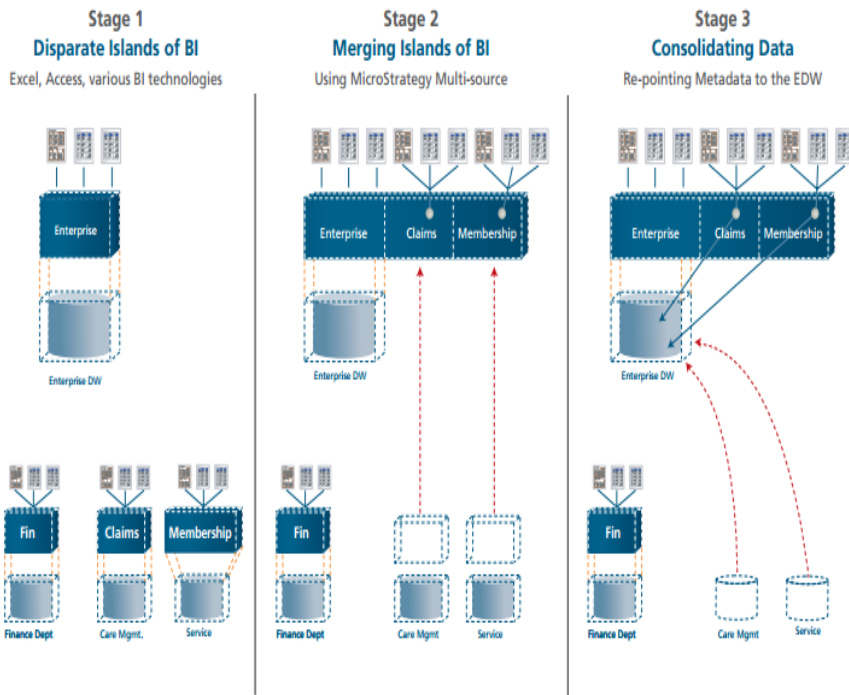 Stage 1
Disparate Islands of BI
Excel, Access, various BI technologies
Enterprise
Enterprise DW
Fin
Claims
Membership
Finance Dept
Care Mgmt.
Service
Stage 2
Merging Islands of BI
Using MicroStrategy Multi-source
Enterprise
Claims
Membership
Enterprise DW
Fin
Finance Dept
Care Mgmt
Service
Stage 3
Consolidating Data
Re-pointing Metadata to the EDW
Enterprise
Claims
Membership
Enterprise DW
Fin
Finance Dept
Care Mgmt
Service